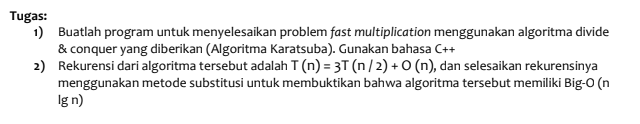 Tugas:
1) Buatlah program untuk menyelesaikan problem fast multiplication menggunakan algoritma divide
& conquer yang diberikan (Algoritma Karatsuba). Gunakan bahasa C++
2) Rekurensi dari algoritma tersebut adalah T (n) = 3T (n / 2) + O (n), dan selesaikan rekurensinya
menggunakan metode substitusi untuk membuktikan bahwa algoritma tersebut memiliki Big-O (n
lg n)